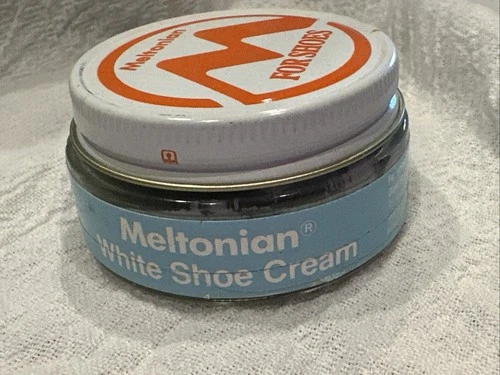 Meltonian
M
FOR SHOES
Meltonian®
White Shoe Cream